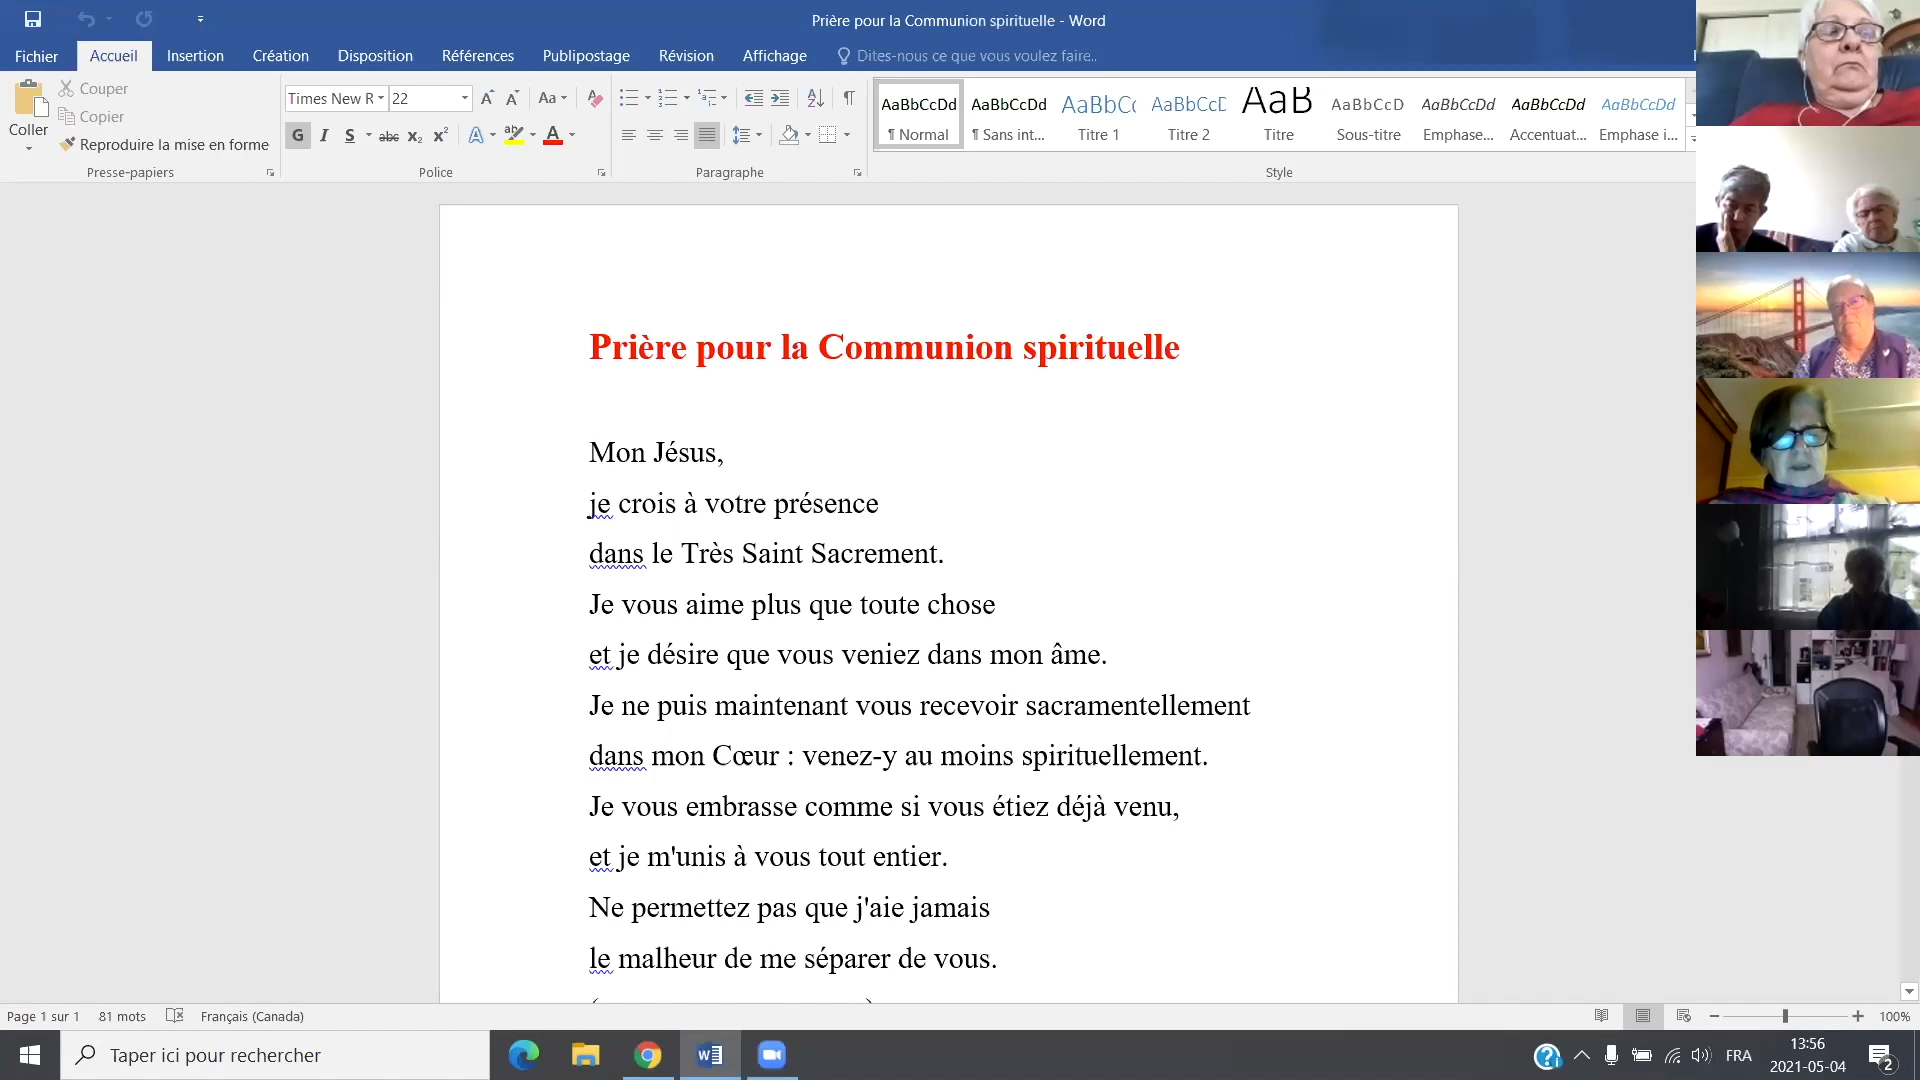 Prière pour la Communion spirituelle - Word
Fichier Accueil Insertion Création Disposition Références Publipostage Révision Affichage Dites-nous ce que vous voulez faire..
Coller
Couper
Copier
Reproduire la mise en forme
Presse-papiers
Times New R 22
Aa
G I S abc X₂ X²
A ab A
Police
Paragraphe
AaBbCcDd AaBbCcDd AaBbC AaBbCc AaB AaBbCcD AaBbCcDd AaBbCcDd AaBbCcDd
¶ Normal ¶ Sans int... Titre 1 Titre 2 Titre Sous-titre Emphase... Accentuat... Emphase i...
Style
Prière pour la Communion spirituelle
Mon Jésus,
je crois à votre présence
dans le Très Saint Sacrement.
Je vous aime plus que toute chose
et je désire que vous veniez dans mon âme.
Je ne puis maintenant vous recevoir sacramentellement
dans mon Cœur : venez-y au moins spirituellement.
Je vous embrasse comme si vous étiez déjà venu,
et je m'unis à vous tout entier.
Ne permettez pas que j'aie jamais
le malheur de me séparer de vous.
Page 1 sur 1 81 mots Français (Canada) 100%
Taper ici pour rechercher
FRA
13:56
2021-05-04
2